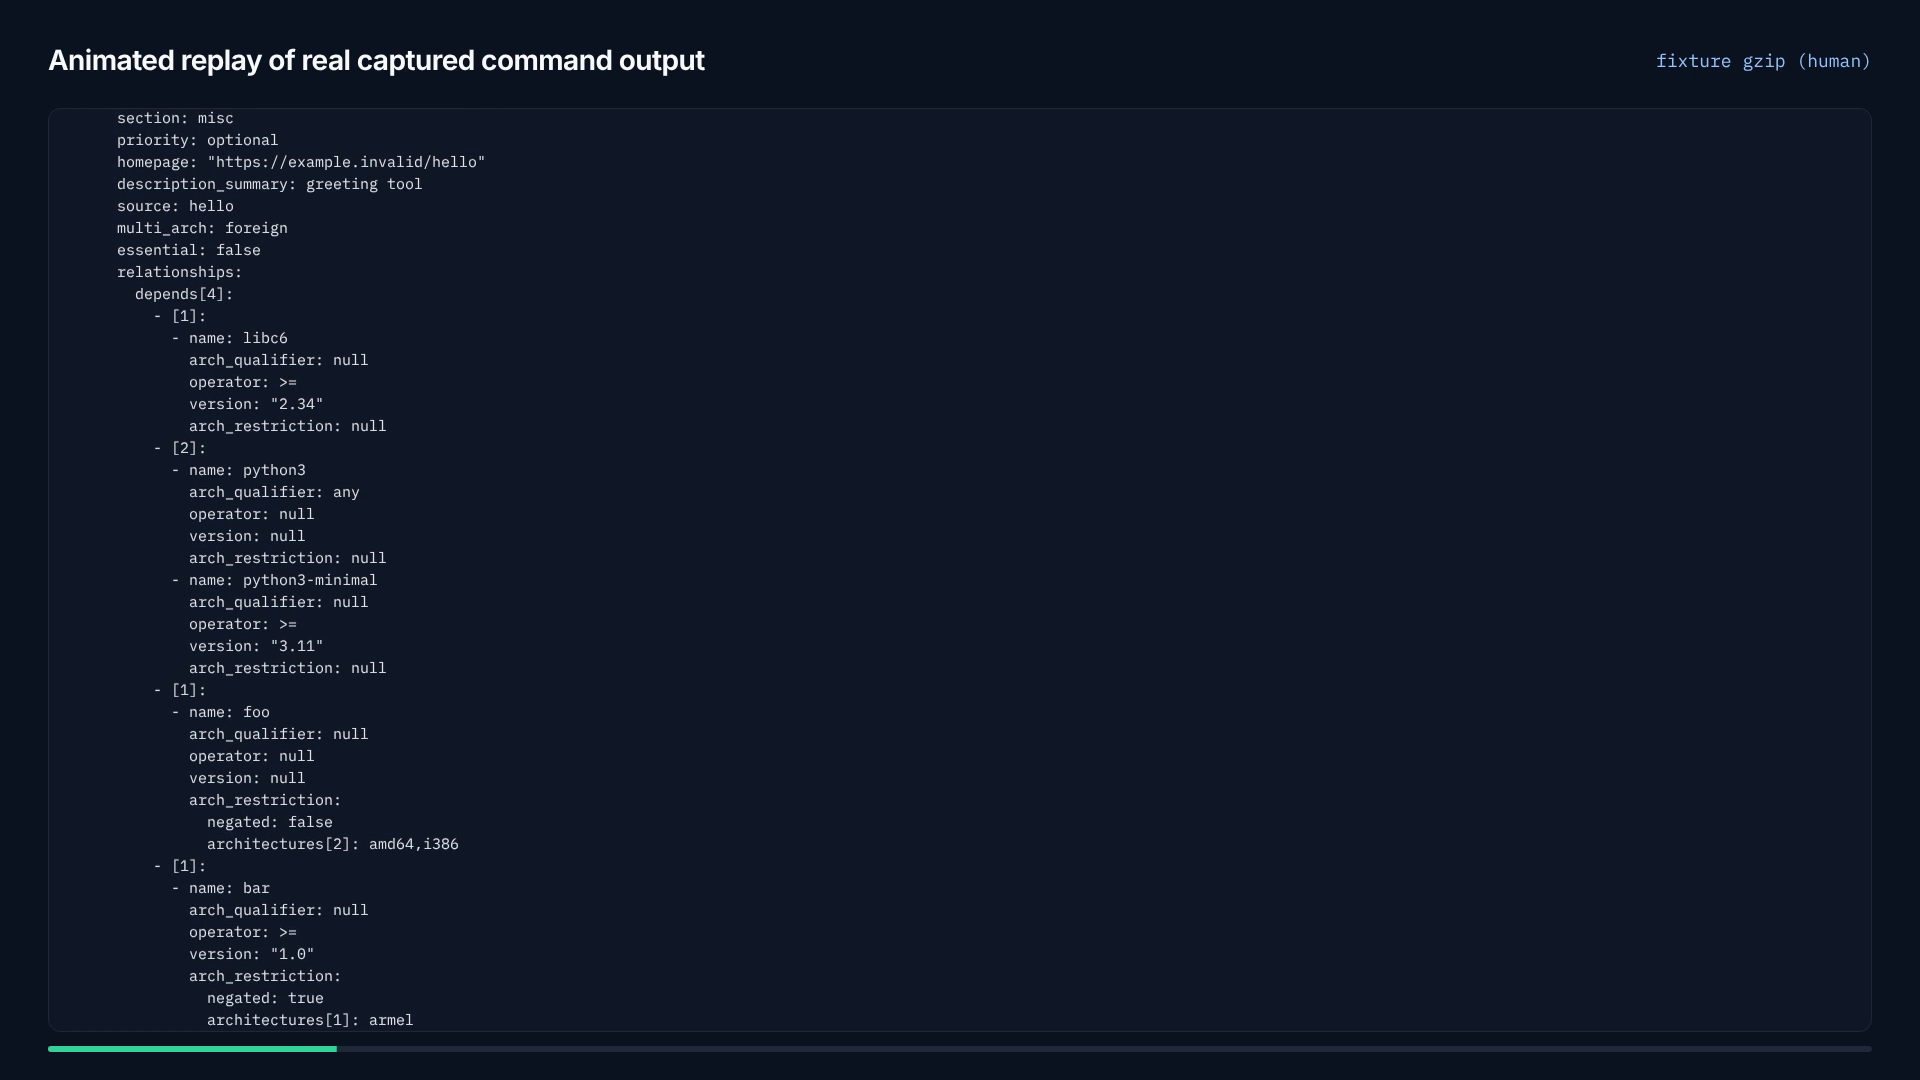 Animated replay of real captured command output
fixture gzip (human)
section: misc
priority: optional
homepage: "https://example.invalid/hello"
description_summary: greeting tool
source: hello
multi_arch: foreign
essential: false
relationships:
depends[4]:
- [1]:
- name: libc6
arch_qualifier: null
operator: >=
version: "2.34"
arch_restriction: null
- [2]:
- name: python3
arch_qualifier: any
operator: null
version: null
arch_restriction: null
- name: python3-minimal
arch_qualifier: null
operator: >=
version: "3.11"
arch_restriction: null
- [1]:
- name: foo
arch_qualifier: null
operator: null
version: null
arch_restriction:
negated: false
architectures[2]: amd64,i386
- [1]:
- name: bar
arch_qualifier: null
operator: >=
version: "1.0"
arch_restriction:
negated: true
architectures[1]: armel